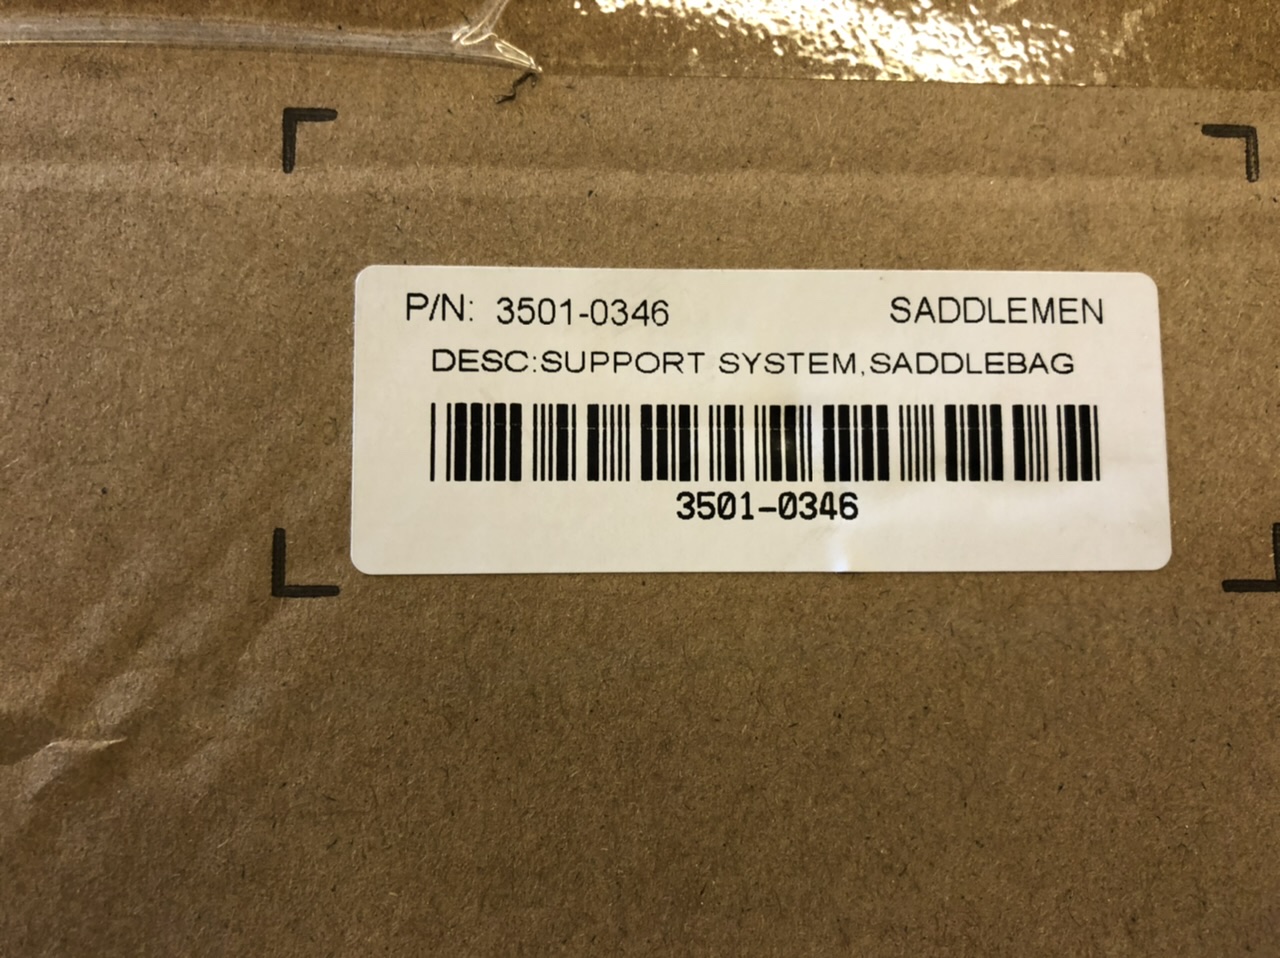 P/N: 3501-0346 SADDLEMEN
DESC:SUPPORT SYSTEM,SADDLEBAG
3501-0346